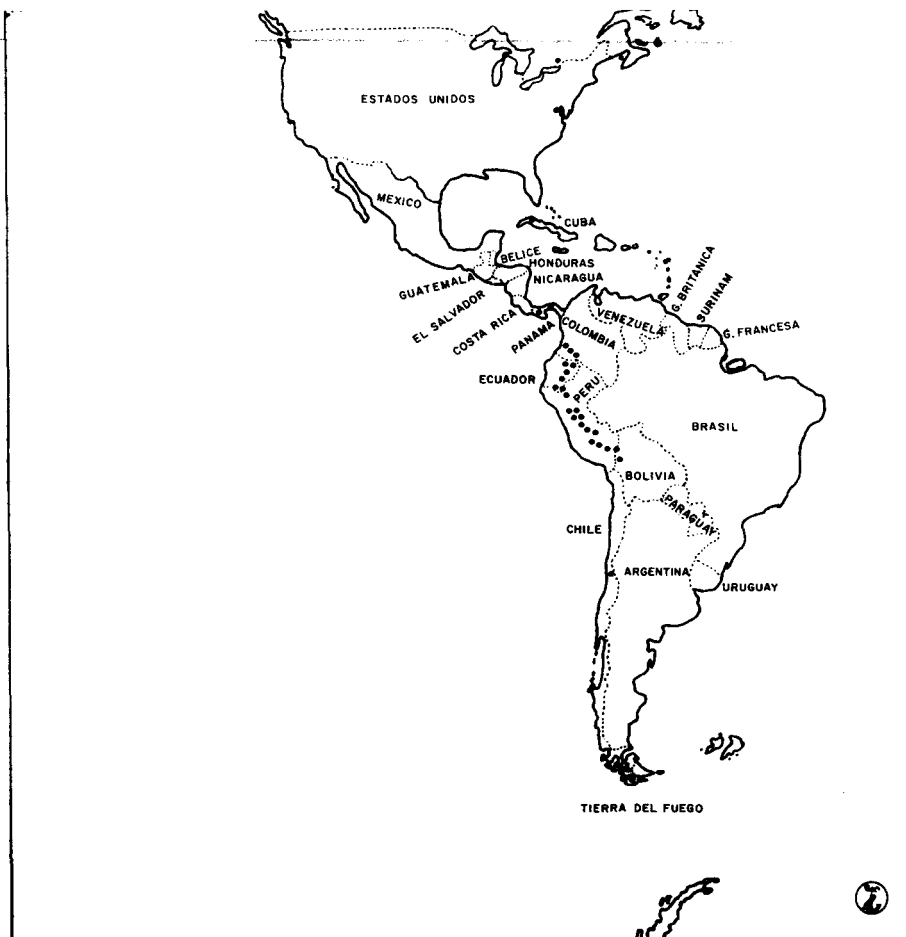 ESTADOS UNIDOS
MEXICO
CUBA
BELICE
HONDURAS
NICARAGUA
GUATEMALA
EL SALVADOR
COSTA RICA
PANAMA
COLOMBIA
VENEZUELA
G. BRITANICA
SURINAM
G. FRANCESA
ECUADOR
PERU
BRASIL
BOLIVIA
PARAGUAY
CHILE
ARGENTINA
URUGUAY
TIERRA DEL FUEGO